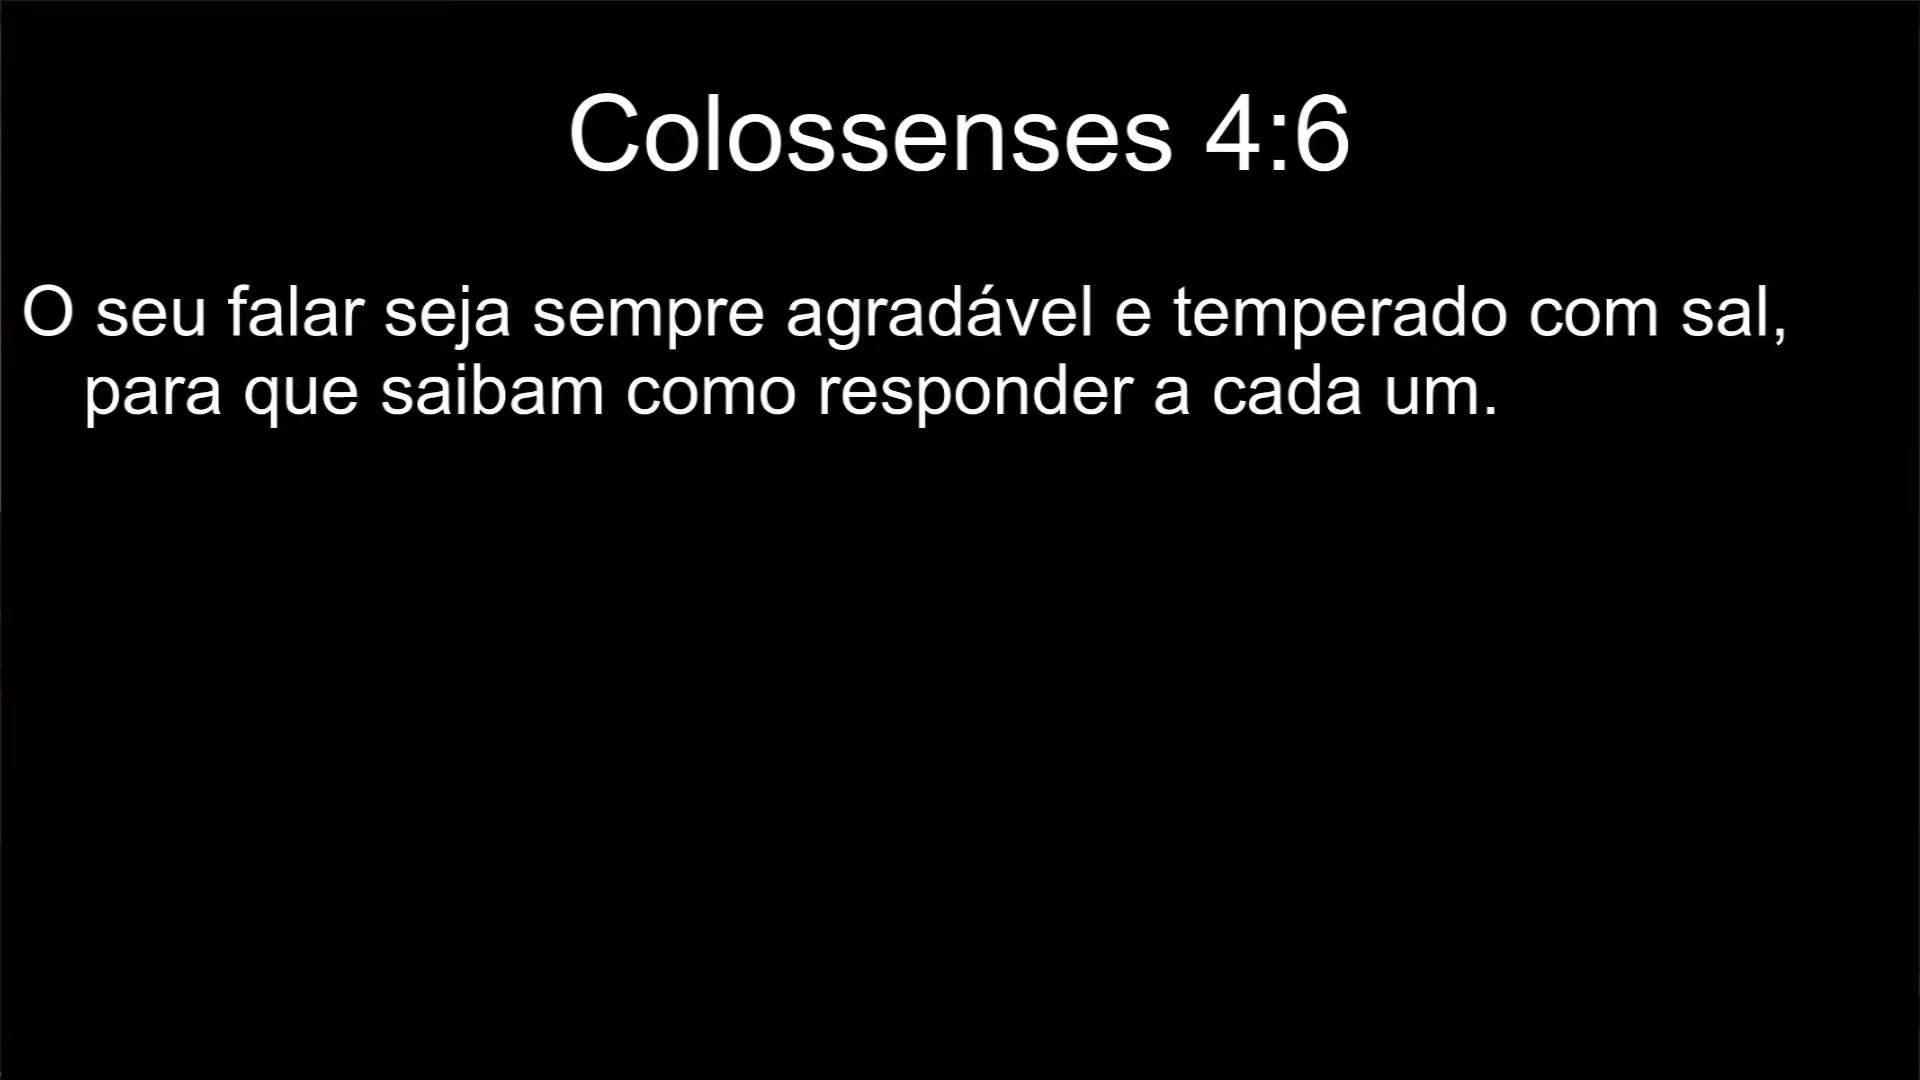 Colossenses 4:6
O seu falar seja sempre agradável e temperado com sal,
para que saibam como responder a cada um.